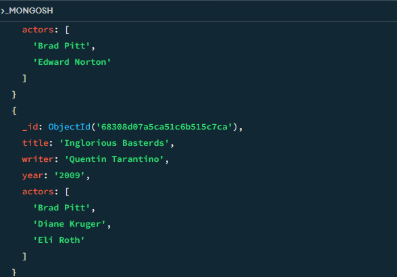 >_MONGOSH
actors: [
'Brad Pitt',
'Edward Norton'
]
}
{
_id: ObjectId('68308d07a5ca51c6b515c7ca'),
title: 'Inglorious Basterds',
writer: 'Quentin Tarantino',
year: '2009',
actors: [
'Brad Pitt',
'Diane Kruger',
'Eli Roth'
]
}